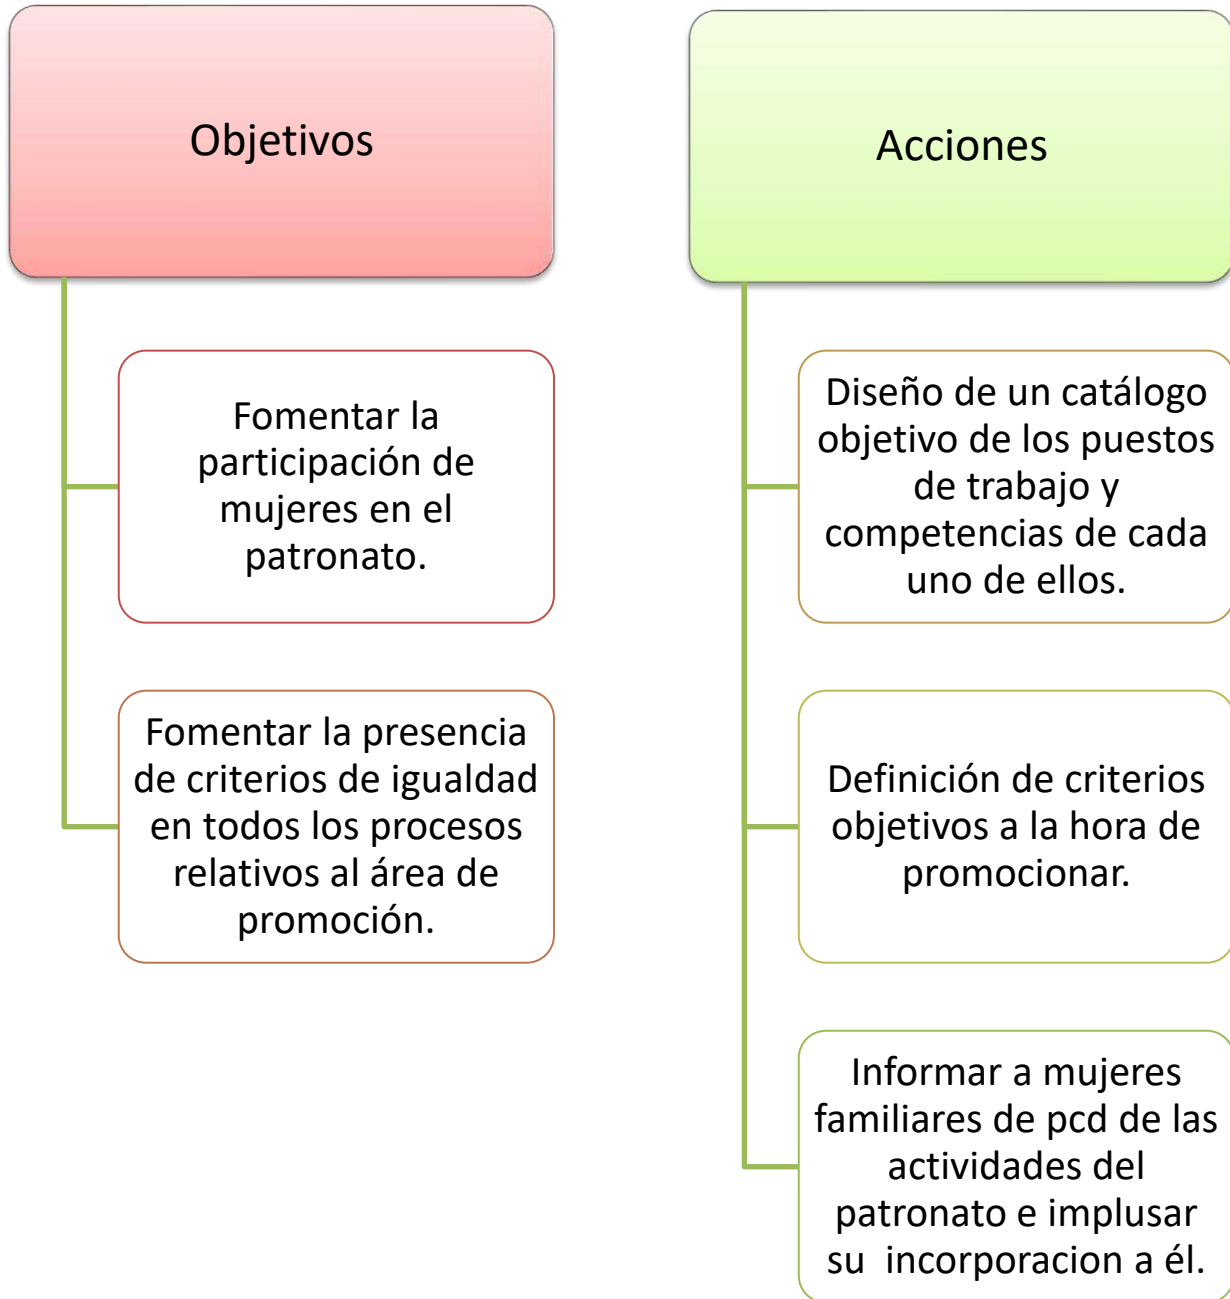 Objetivos
Fomentar la
participación de
mujeres en el
patronato.
Fomentar la presencia
de criterios de igualdad
en todos los procesos
relativos al área de
promoción.
Acciones
Diseño de un catálogo
objetivo de los puestos
de trabajo y
competencias de cada
uno de ellos.
Definición de criterios
objetivos a la hora de
promocionar.
Informar a mujeres
familiares de pcd de las
actividades del
patronato e implusar
su incorporacion a él.